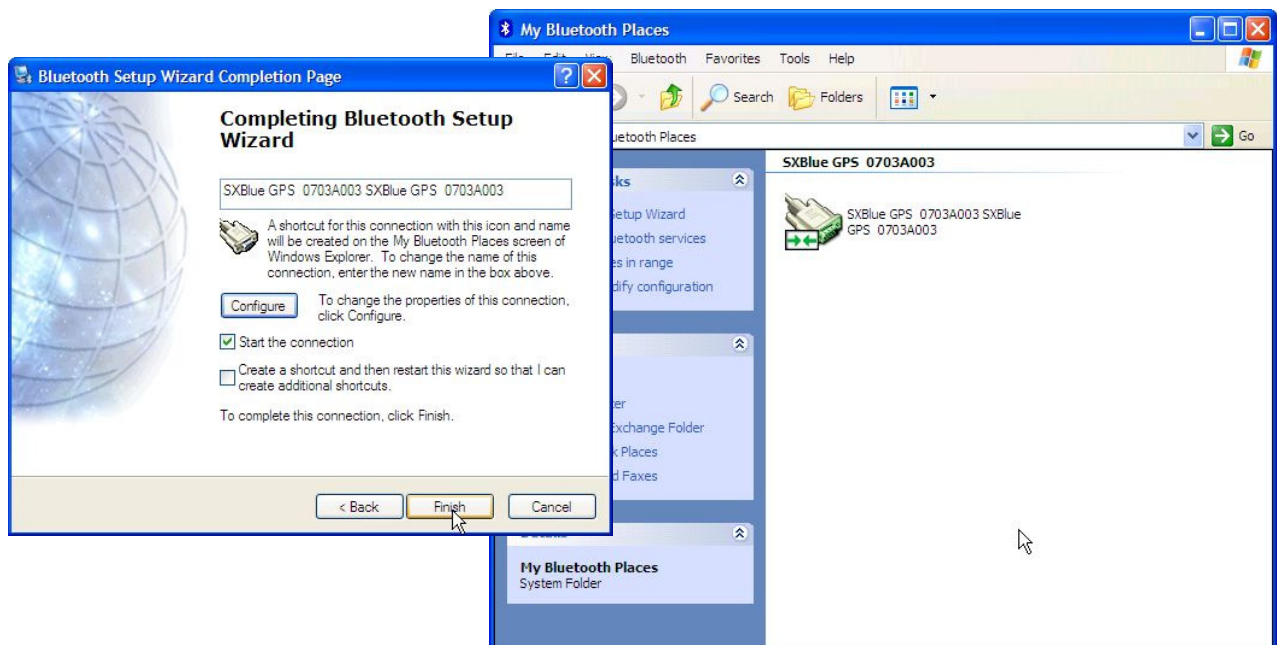 Bluetooth Setup Wizard Completion Page
Completing Bluetooth Setup
Wizard
SXBlue GPS 0703A003 SXBlue GPS 0703A003
A shortcut for this connection with this icon and name
will be created on the My Bluetooth Places screen of
Windows Explorer. To change the name of this
connection, enter the new name in the box above.
Configure
To change the properties of this connection,
click Configure.
Start the connection
Create a shortcut and then restart this wizard so that I can
create additional shortcuts.
To complete this connection, click Finish.
< Back Finish Cancel
My Bluetooth Places
Bluetooth Favorites Tools Help
Search Folders
uetooth Places
Go
SXBlue GPS 0703A003
sks
Setup Wizard
uetooth services
es in range
dify configuration
SXBlue GPS 0703A003 SXBlue
GPS 0703A003
ter
Exchange Folder
k Places
d Faxes
My Bluetooth Places
System Folder